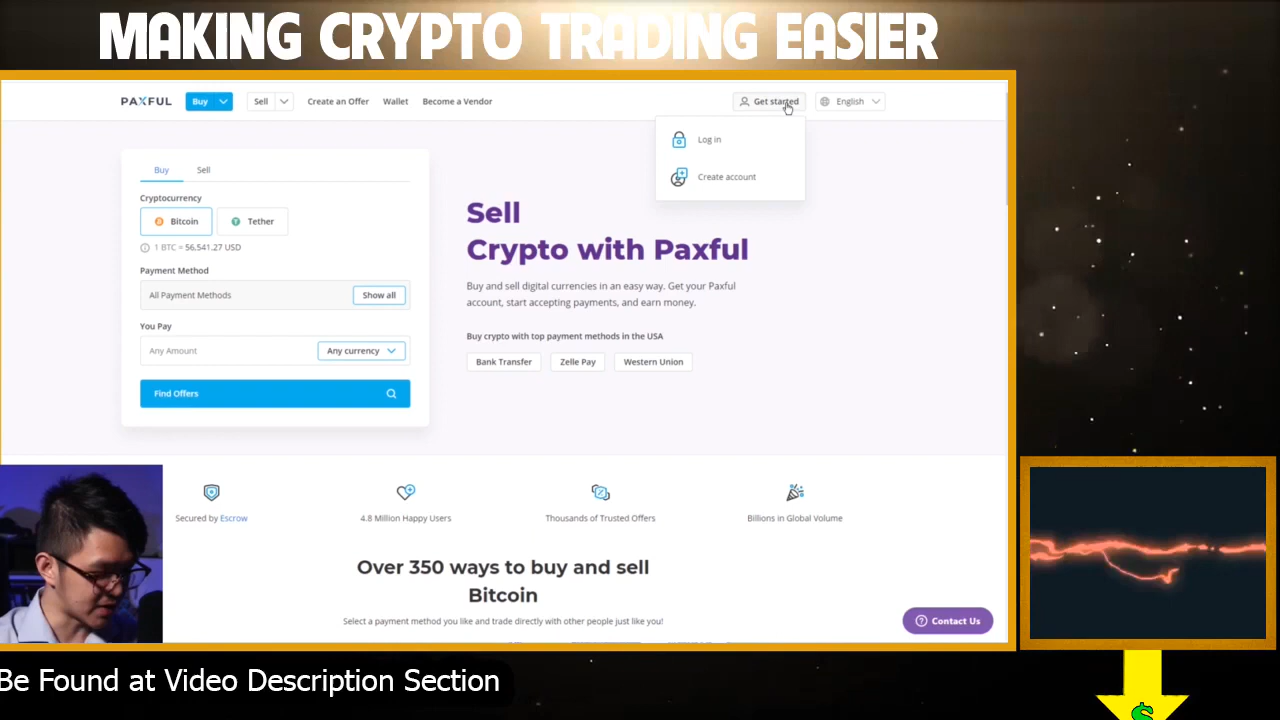 MAKING CRYPTO TRADING EASIER
PAXFUL
Buy
Sell
Create an Offer
Wallet
Become a Vendor
Get started
English
Log in
Create account
Buy
Sell
Cryptocurrency
Bitcoin
Tether
1 BTC = 56,541.27 USD
Payment Method
All Payment Methods
Show all
You Pay
Any Amount
Any currency
Find Offers
Sell
Crypto with Paxful
Buy and sell digital currencies in an easy way. Get your Paxful
account, start accepting payments, and earn money.
Buy crypto with top payment methods in the USA
Bank Transfer
Zelle Pay
Western Union
Secured by Escrow
4.8 Million Happy Users
Thousands of Trusted Offers
Billions in Global Volume
Over 350 ways to buy and sell
Bitcoin
Select a payment method you like and trade directly with other people just like you!
Contact Us
Be Found at Video Description Section
$